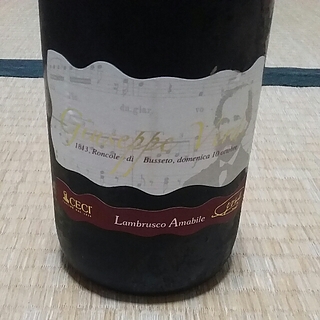 Giuseppe Verdi
1813, Roncole di Busseto, domenica 10 ottobre
CECI
Lambrusco Amabile